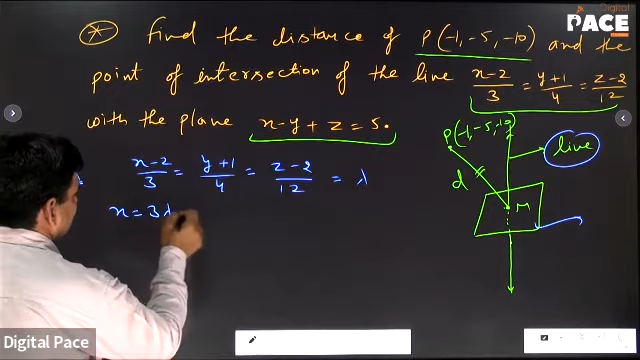 Digital
PACE
* Find the distance of P(-1, -5, -10) and the
point of intersection of the line x-2/3 = y+1/4 = z-2/12
with the plane x-y+z=5.
P(-1, -5, -10)
line
d
M
x-2/3 = y+1/4 = z-2/12 = λ
x=3λ
Digital Pace